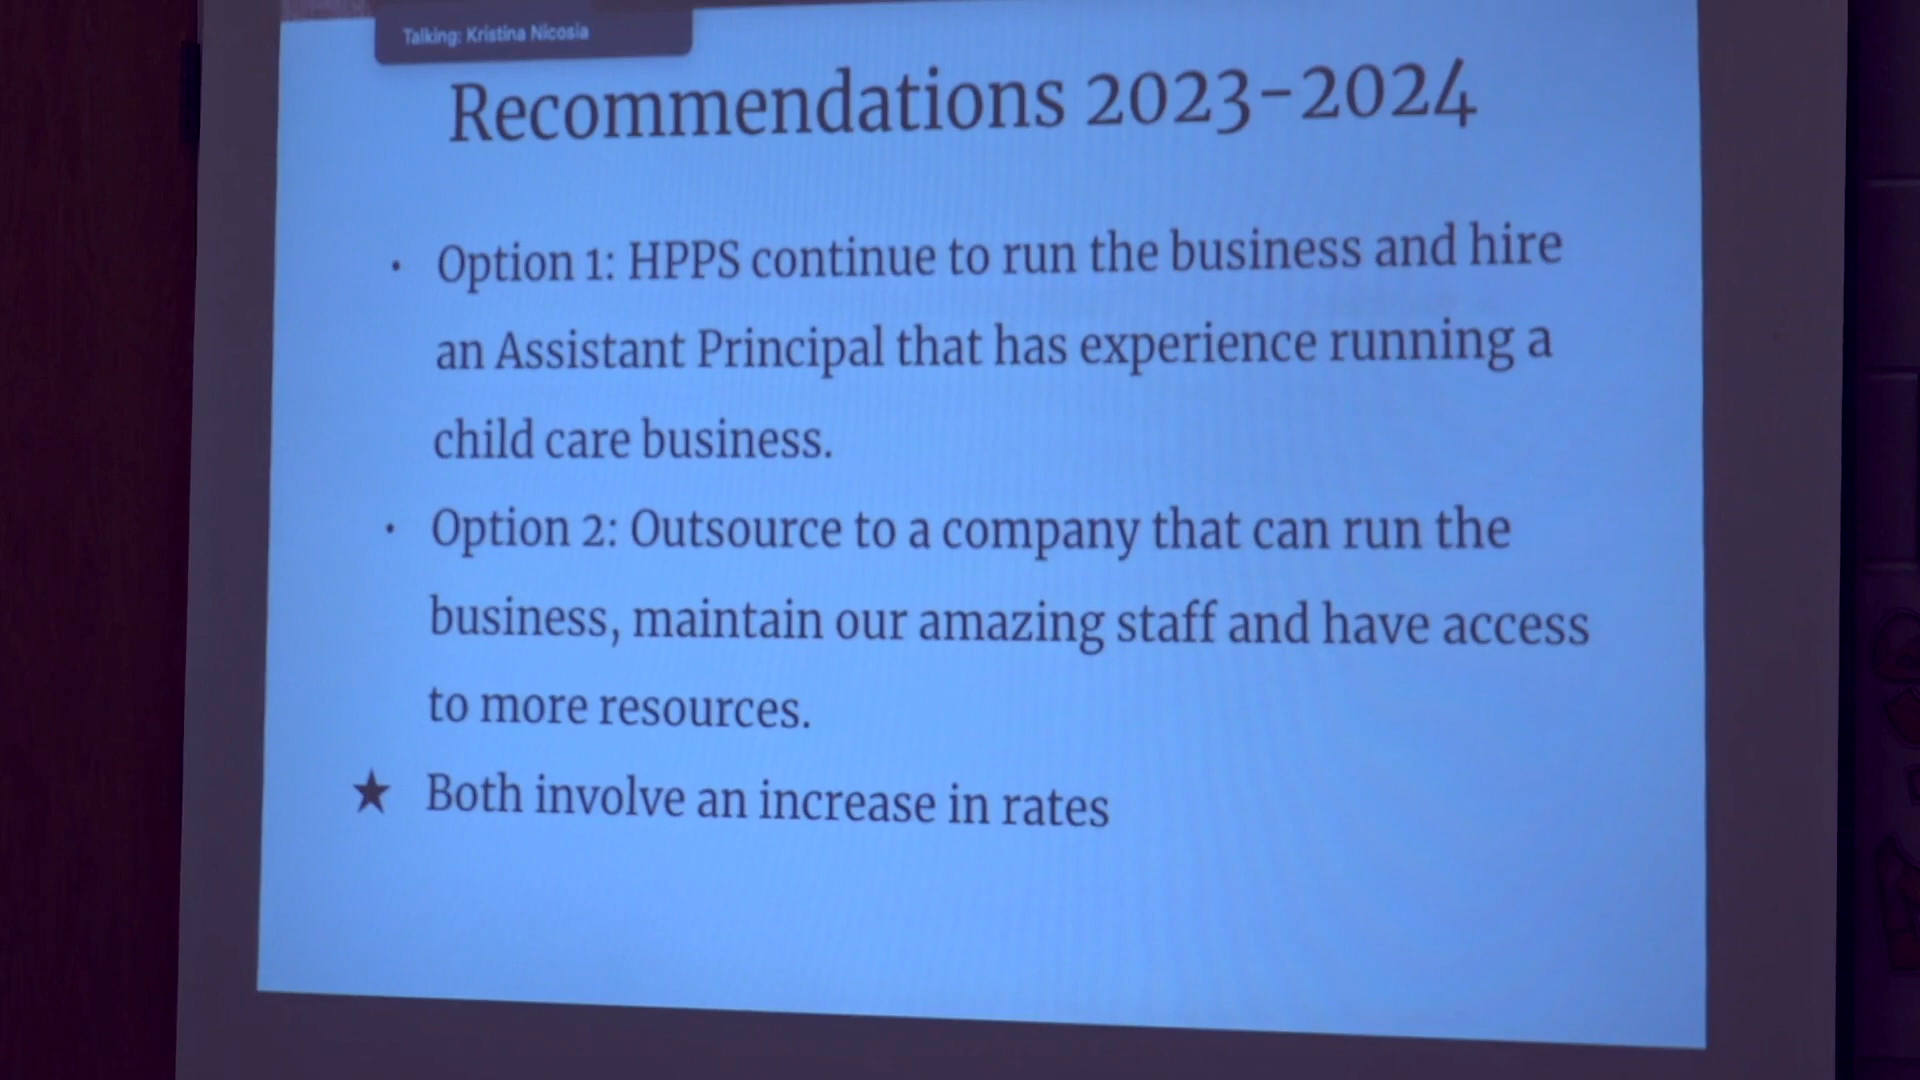 Talking: Kristina Nicosia
Recommendations 2023-2024
· Option 1: HPPS continue to run the business and hire
an Assistant Principal that has experience running a
child care business.
· Option 2: Outsource to a company that can run the
business, maintain our amazing staff and have access
to more resources.
★ Both involve an increase in rates